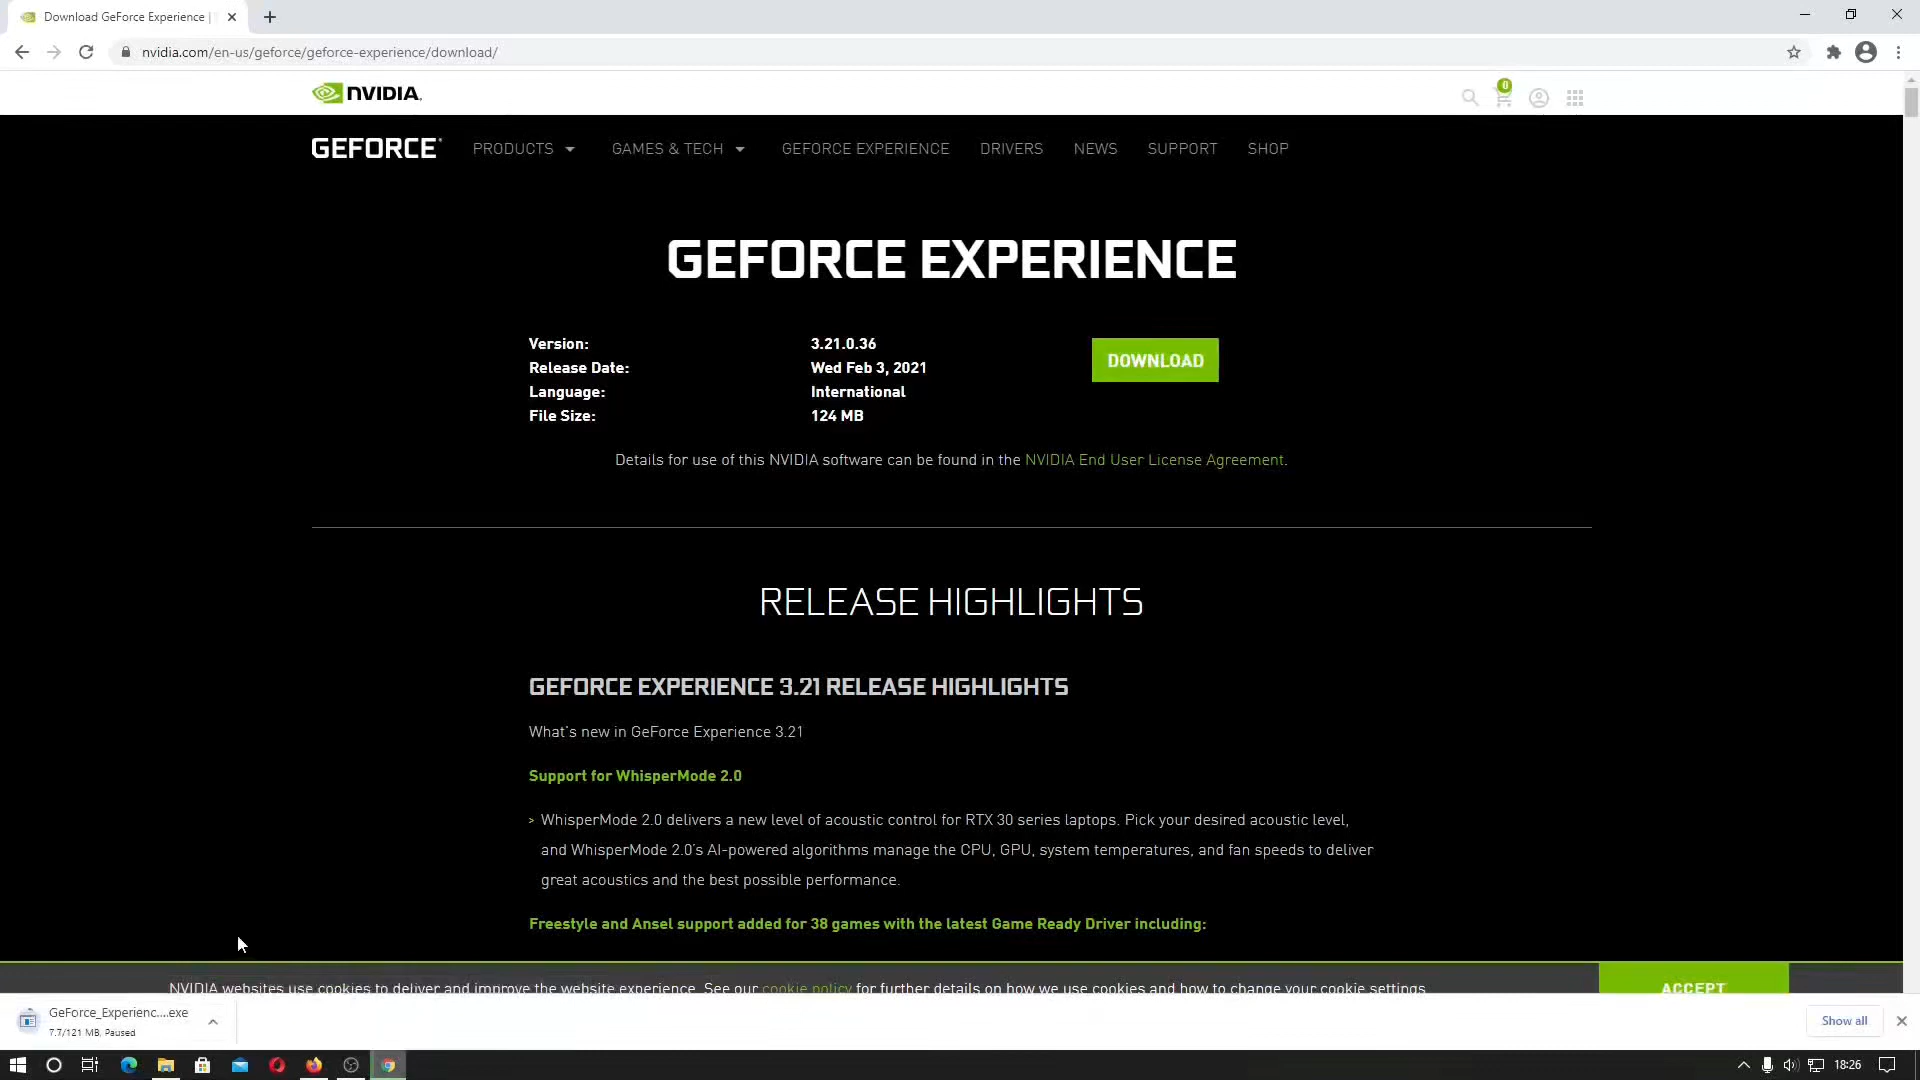 Download GeForce Experience |
nvidia.com/en-us/geforce/geforce-experience/download/
NVIDIA.
0
GEFORCE
PRODUCTS
GAMES & TECH
GEFORCE EXPERIENCE
DRIVERS
NEWS
SUPPORT
SHOP
GEFORCE EXPERIENCE
Version: 3.21.0.36
DOWNLOAD
Release Date: Wed Feb 3, 2021
Language: International
File Size: 124 MB
Details for use of this NVIDIA software can be found in the NVIDIA End User License Agreement.
RELEASE HIGHLIGHTS
GEFORCE EXPERIENCE 3.21 RELEASE HIGHLIGHTS
What's new in GeForce Experience 3.21
Support for WhisperMode 2.0
> WhisperMode 2.0 delivers a new level of acoustic control for RTX 30 series laptops. Pick your desired acoustic level,
and WhisperMode 2.0's AI-powered algorithms manage the CPU, GPU, system temperatures, and fan speeds to deliver
great acoustics and the best possible performance.
Freestyle and Ansel support added for 38 games with the latest Game Ready Driver including:
NVIDIA websites use cookies to deliver and improve the website experience. See our cookie policy for further details on how we use cookies and how to change your cookie settings.
ACCEPT
GeForce_Experienc....exe
7.7/121 MB, Paused
Show all
18:26